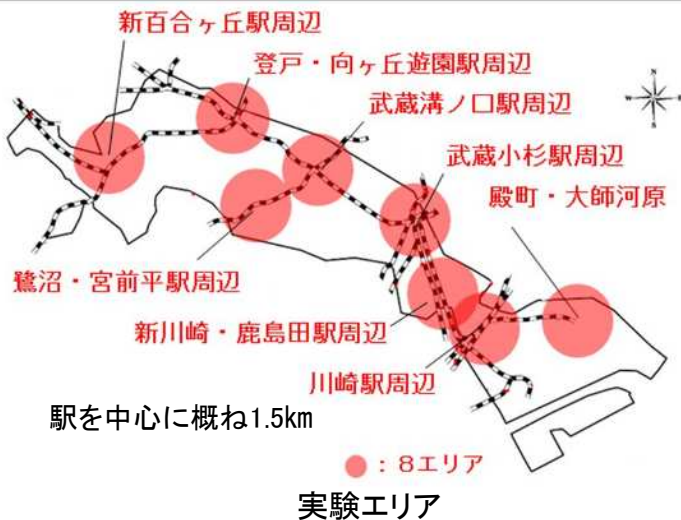 新百合ヶ丘駅周辺
登戸・向ヶ丘遊園駅周辺
武蔵溝ノ口駅周辺
武蔵小杉駅周辺
殿町・大師河原
N
W
E
S
鷺沼・宮前平駅周辺
新川崎・鹿島田駅周辺
川崎駅周辺
駅を中心に概ね1.5km
：8エリア
実験エリア